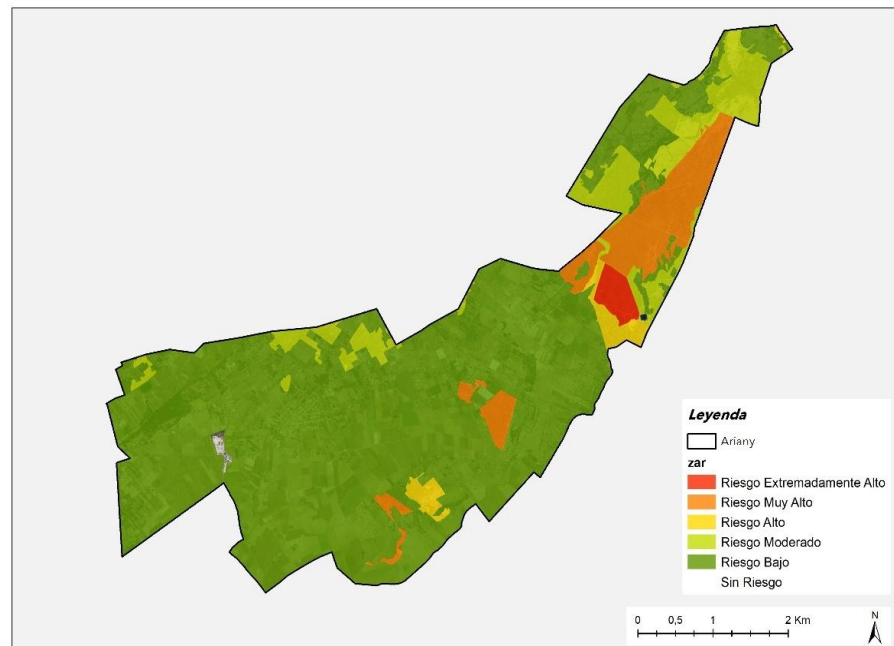 Leyenda
Ariany
zar
Riesgo Extremadamente Alto
Riesgo Muy Alto
Riesgo Alto
Riesgo Moderado
Riesgo Bajo
Sin Riesgo
0 0,5 1 2 Km
N